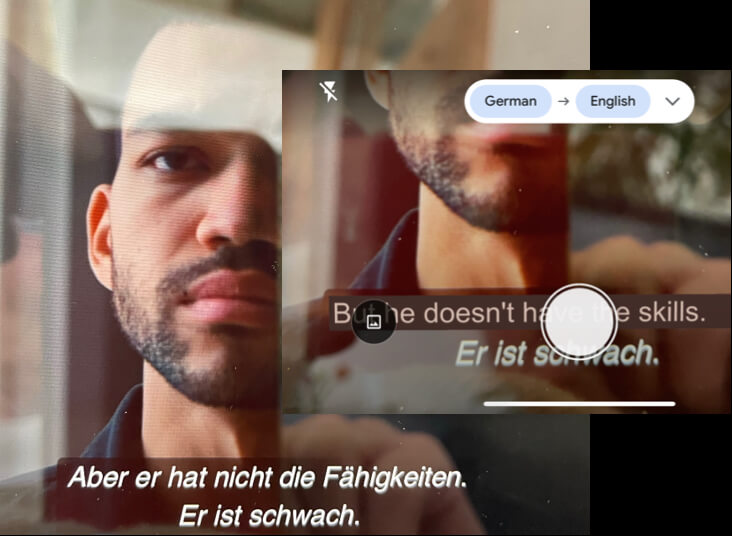 German → English
But he doesn't have the skills.
Er ist schwach.
Aber er hat nicht die Fähigkeiten.
Er ist schwach.